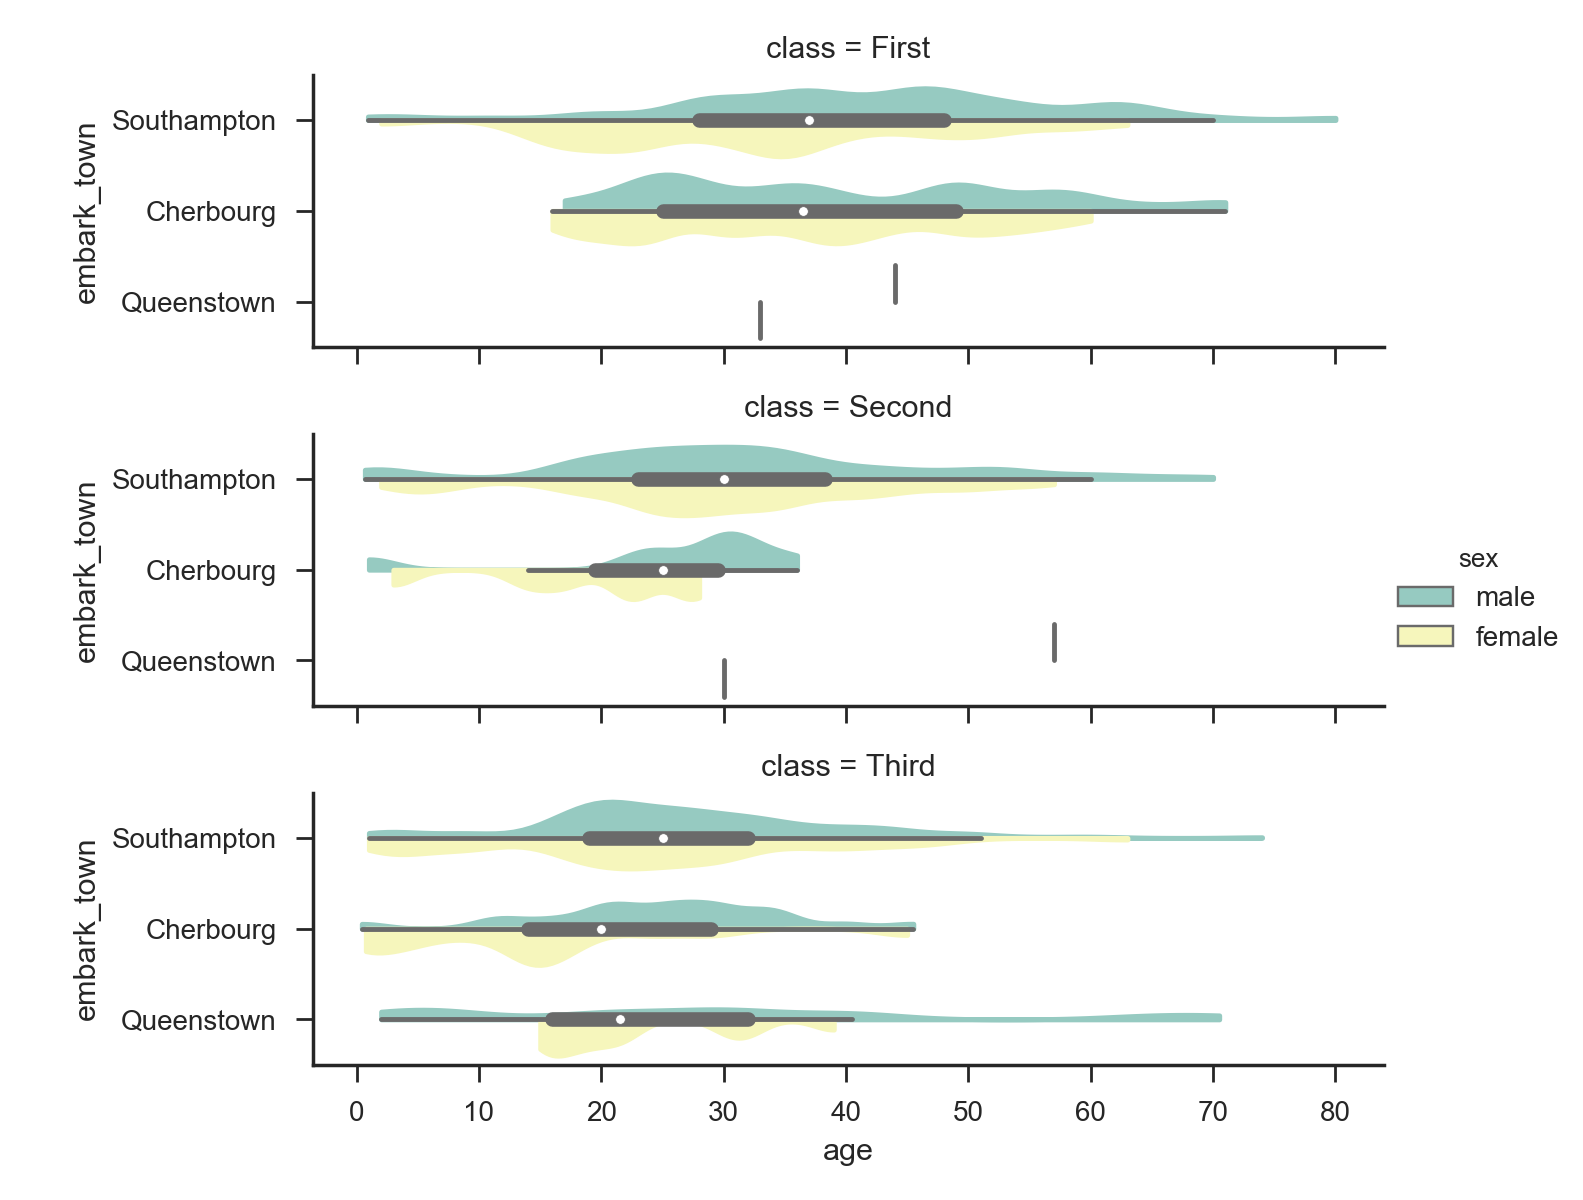 class = First
embark_town
Southampton
Cherbourg
Queenstown
class = Second
embark_town
Southampton
Cherbourg
Queenstown
sex
male
female
class = Third
embark_town
Southampton
Cherbourg
Queenstown
0 10 20 30 40 50 60 70 80
age